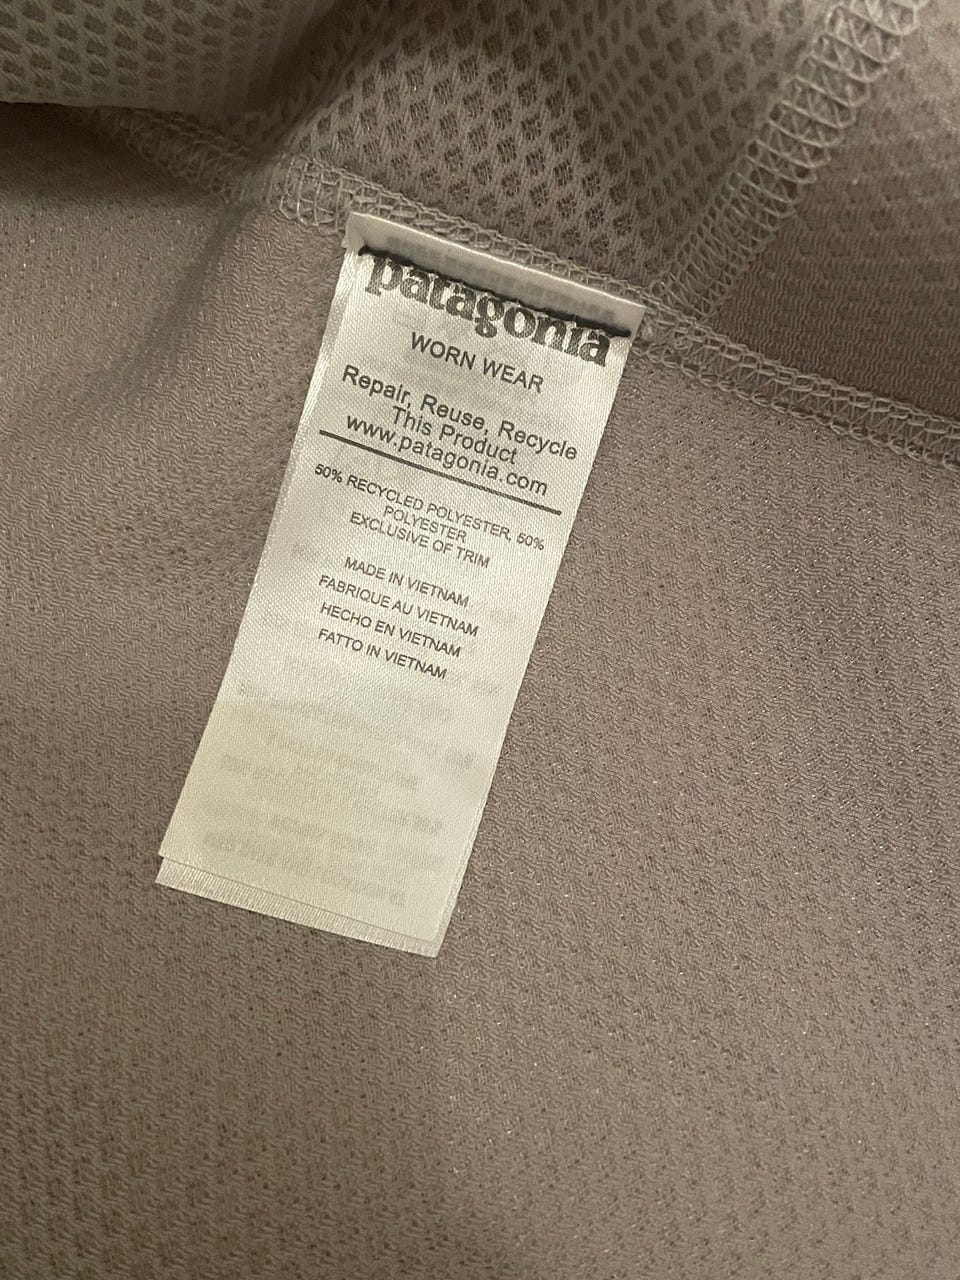 patagonia
WORN WEAR
Repair, Reuse, Recycle
This Product
www.patagonia.com
50% RECYCLED POLYESTER, 50%
POLYESTER
EXCLUSIVE OF TRIM
MADE IN VIETNAM
FABRIQUE AU VIETNAM
HECHO EN VIETNAM
FATTO IN VIETNAM